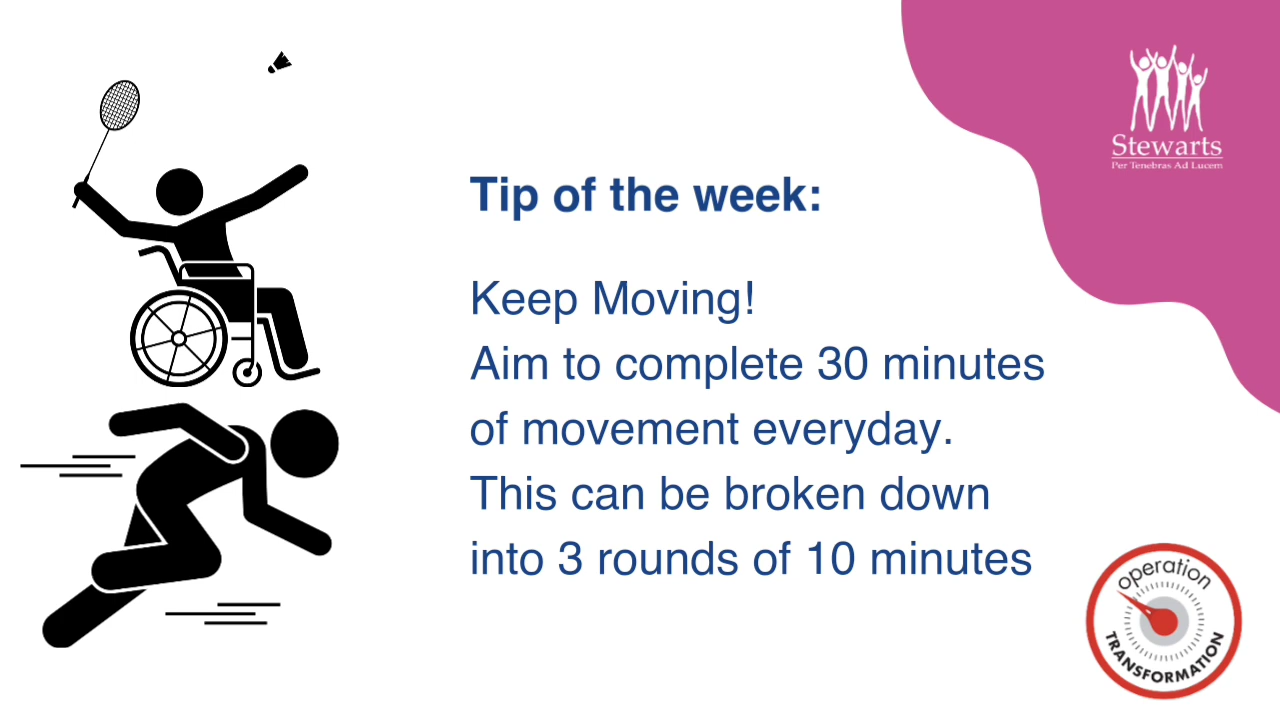 Stewarts
Per Tenebras Ad Lucem
Tip of the week:
Keep Moving!
Aim to complete 30 minutes
of movement everyday.
This can be broken down
into 3 rounds of 10 minutes
operation
TRANSFORMATION